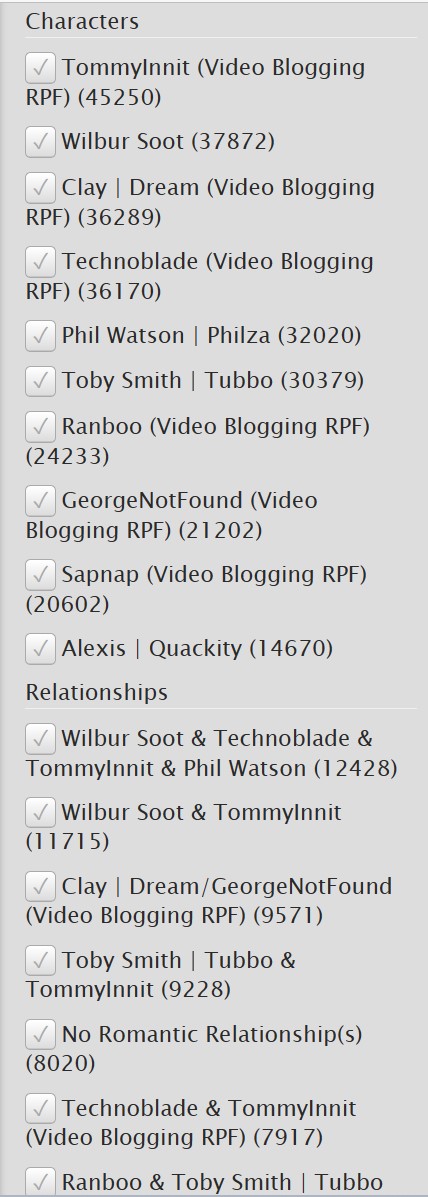 Characters
TommyInnit (Video Blogging
RPF) (45250)
Wilbur Soot (37872)
Clay | Dream (Video Blogging
RPF) (36289)
Technoblade (Video Blogging
RPF) (36170)
Phil Watson | Philza (32020)
Toby Smith | Tubbo (30379)
Ranboo (Video Blogging RPF)
(24233)
GeorgeNotFound (Video
Blogging RPF) (21202)
Sapnap (Video Blogging RPF)
(20602)
Alexis | Quackity (14670)
Relationships
Wilbur Soot & Technoblade &
TommyInnit & Phil Watson (12428)
Wilbur Soot & TommyInnit
(11715)
Clay | Dream/GeorgeNotFound
(Video Blogging RPF) (9571)
Toby Smith | Tubbo &
TommyInnit (9228)
No Romantic Relationship(s)
(8020)
Technoblade & TommyInnit
(Video Blogging RPF) (7917)
Ranboo & Toby Smith | Tubbo